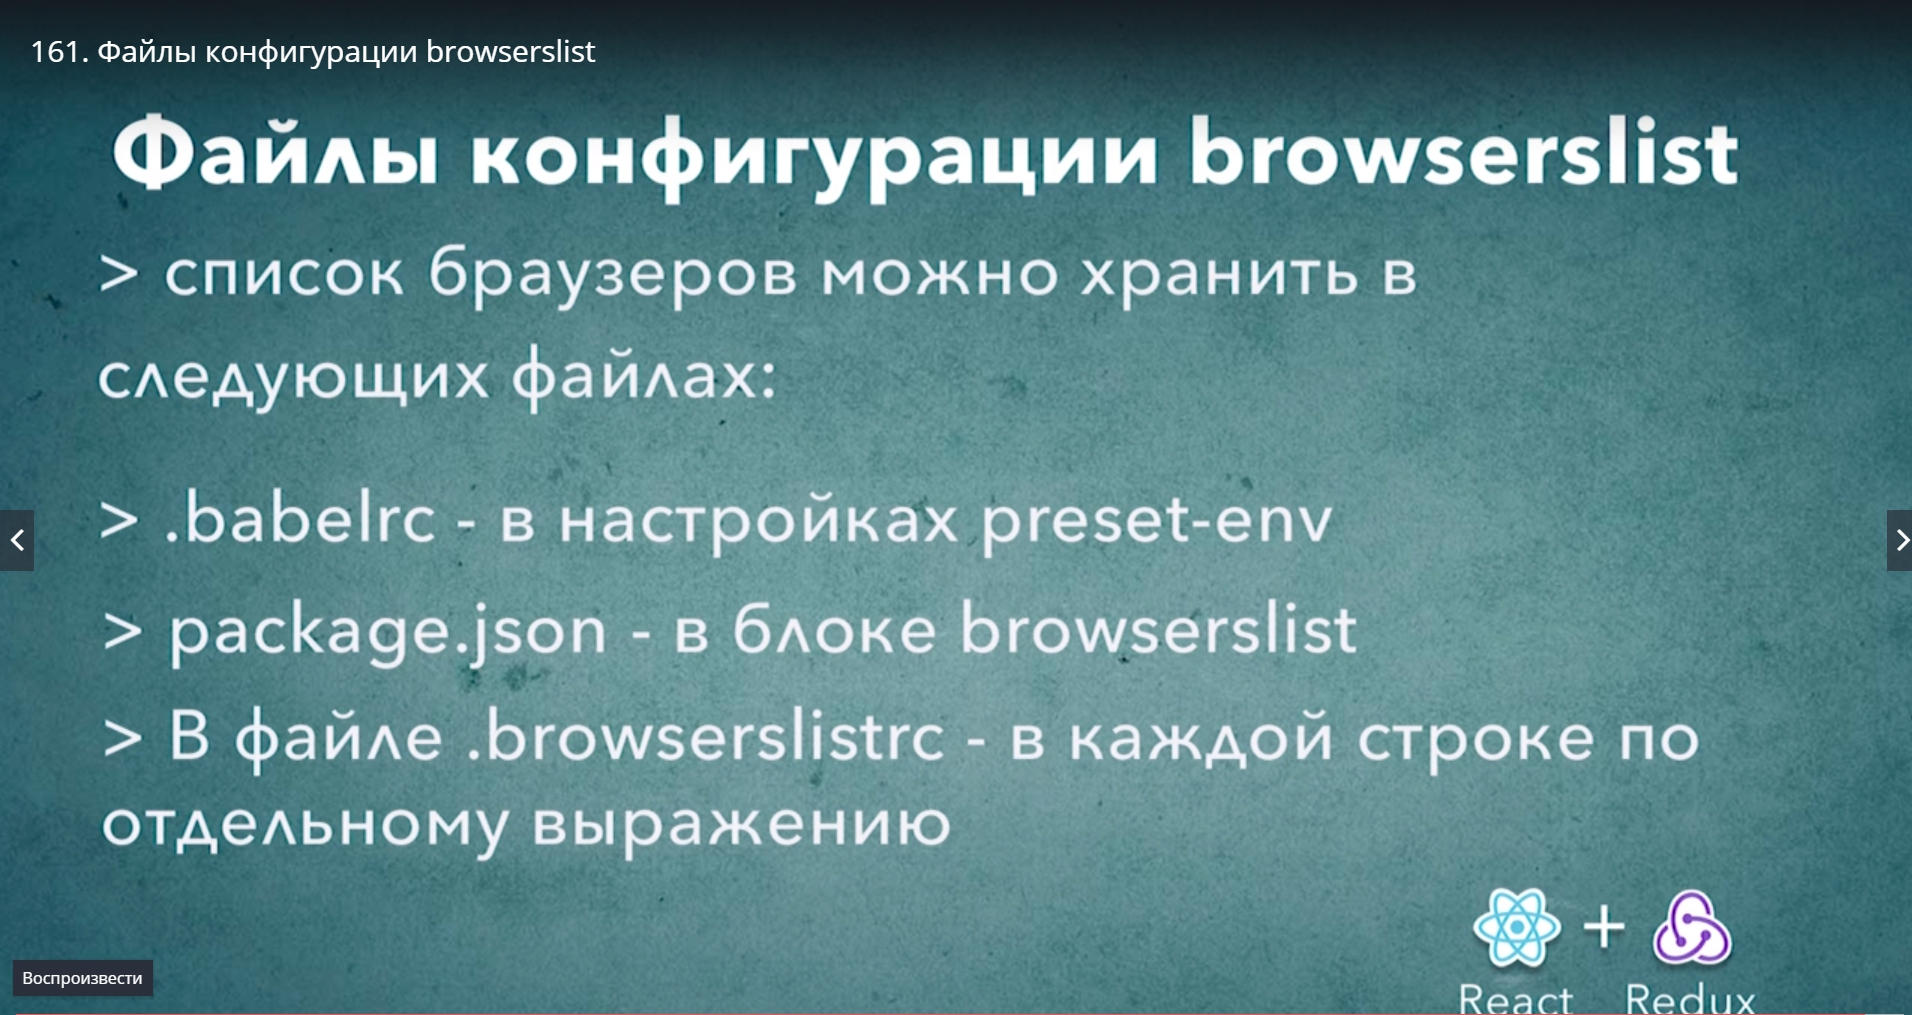 161. Файлы конфигурации browserslist
Файлы конфигурации browserslist
> список браузеров можно хранить в
следующих файлах:
> .babelrc - в настройках preset-env
> package.json - в блоке browserslist
> В файле .browserslistrc - в каждой строке по
отдельному выражению
+
React Redux
Воспроизвести